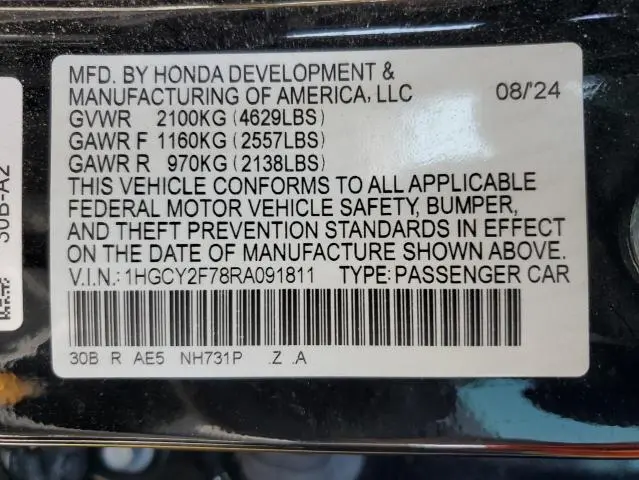 MFD. BY HONDA DEVELOPMENT &
MANUFACTURING OF AMERICA, LLC 08/'24
GVWR 2100KG (4629LBS)
GAWR F 1160KG (2557LBS)
GAWR R 970KG (2138LBS)
THIS VEHICLE CONFORMS TO ALL APPLICABLE
FEDERAL MOTOR VEHICLE SAFETY, BUMPER,
AND THEFT PREVENTION STANDARDS IN EFFECT
ON THE DATE OF MANUFACTURE SHOWN ABOVE.
V.I.N.: 1HGCY2F78RA091811 TYPE: PASSENGER CAR
30B R AE5 NH731P .Z .A
30B-A2